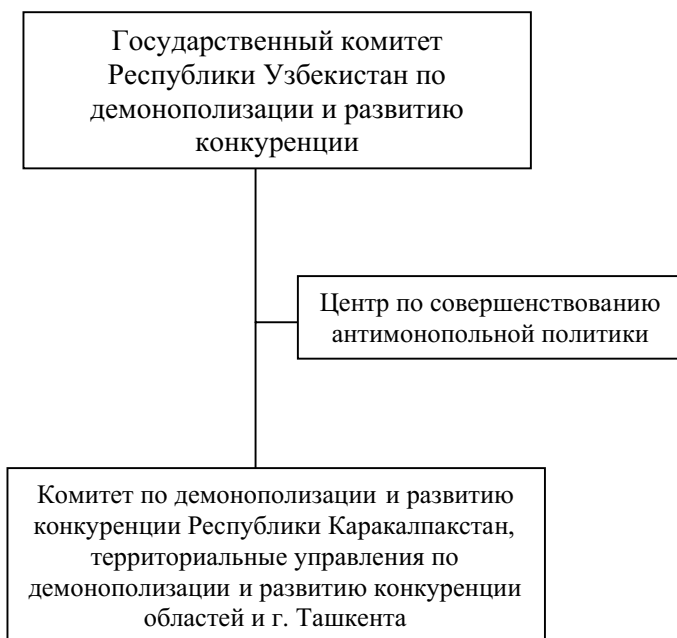 Государственный комитет
Республики Узбекистан по
демонополизации и развитию
конкуренции
Центр по совершенствованию
антимонопольной политики
Комитет по демонополизации и развитию
конкуренции Республики Каракалпакстан,
территориальные управления по
демонополизации и развитию конкуренции
областей и г. Ташкента